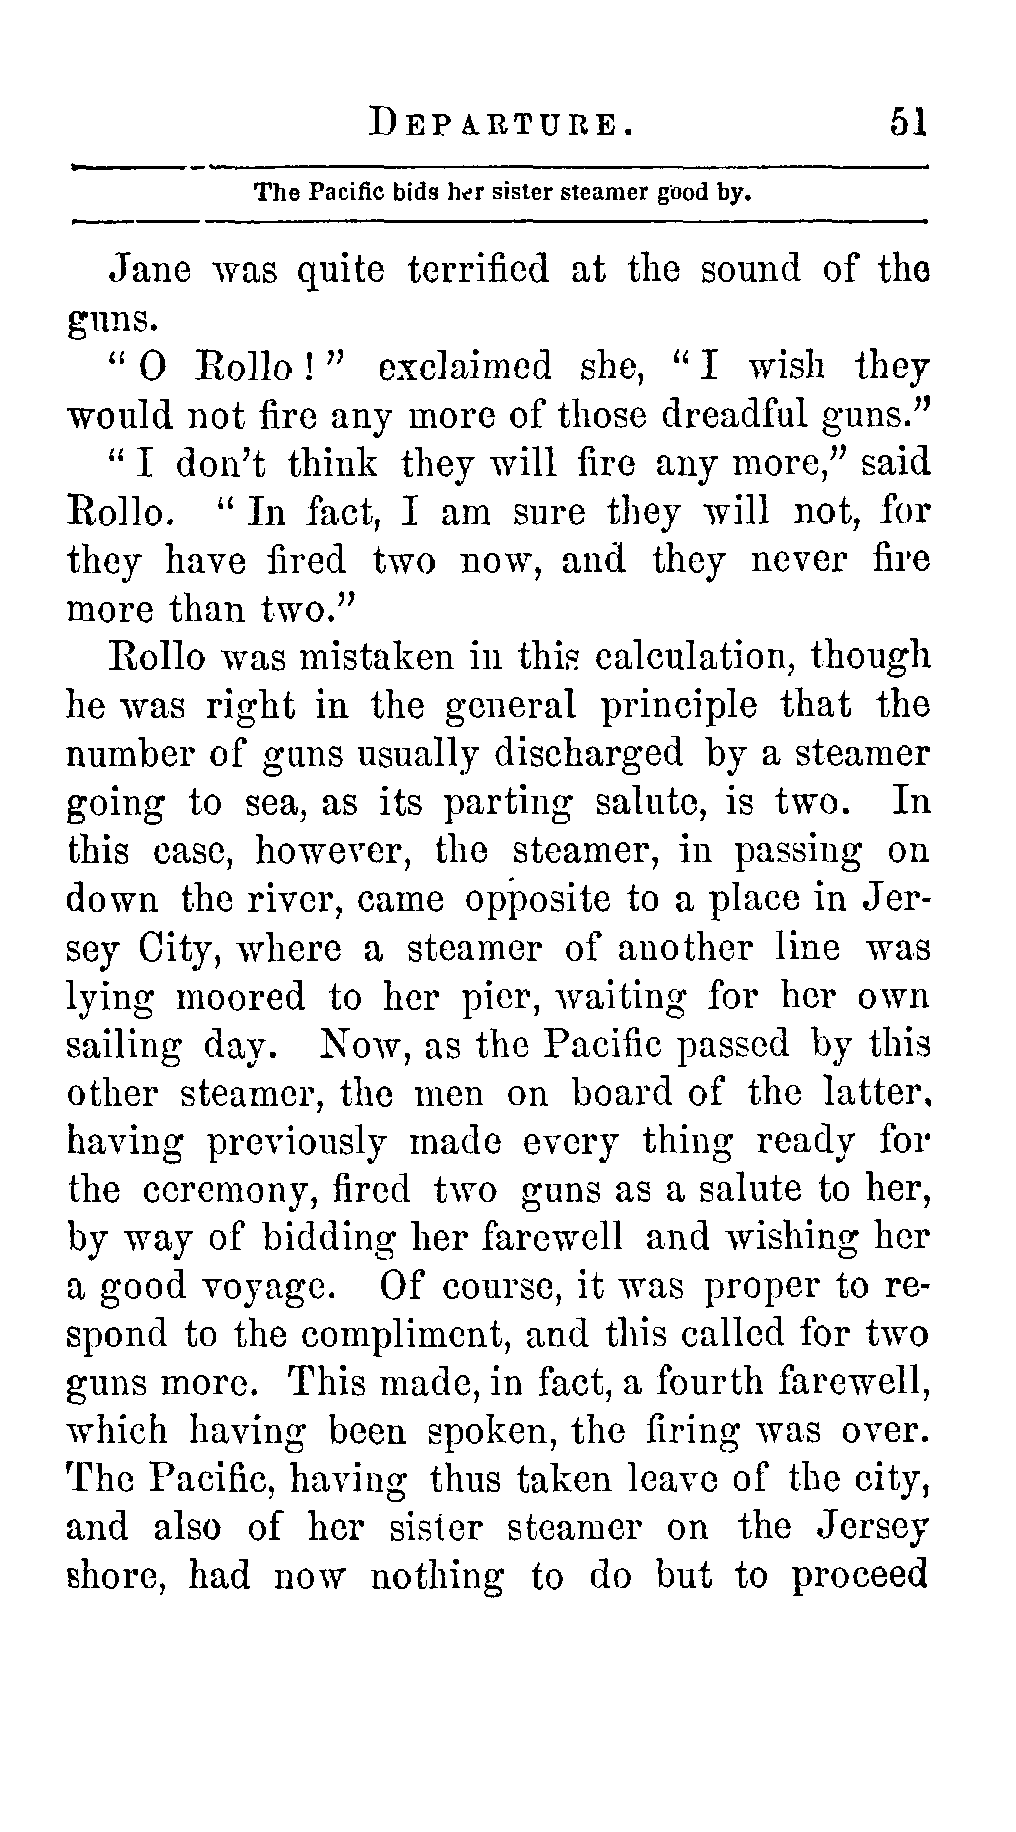 DEPARTURE. 51
The Pacific bids her sister steamer good by.
Jane was quite terrified at the sound of the
guns.
“ O Rollo ! ” exclaimed she, “ I wish they
would not fire any more of those dreadful guns.”
“ I don’t think they will fire any more,” said
Rollo. “ In fact, I am sure they will not, for
they have fired two now, and they never fire
more than two.”
Rollo was mistaken in this calculation, though
he was right in the general principle that the
number of guns usually discharged by a steamer
going to sea, as its parting salute, is two. In
this case, however, the steamer, in passing on
down the river, came opposite to a place in Jer-
sey City, where a steamer of another line was
lying moored to her pier, waiting for her own
sailing day. Now, as the Pacific passed by this
other steamer, the men on board of the latter,
having previously made every thing ready for
the ceremony, fired two guns as a salute to her,
by way of bidding her farewell and wishing her
a good voyage. Of course, it was proper to re-
spond to the compliment, and this called for two
guns more. This made, in fact, a fourth farewell,
which having been spoken, the firing was over.
The Pacific, having thus taken leave of the city,
and also of her sister steamer on the Jersey
shore, had now nothing to do but to proceed